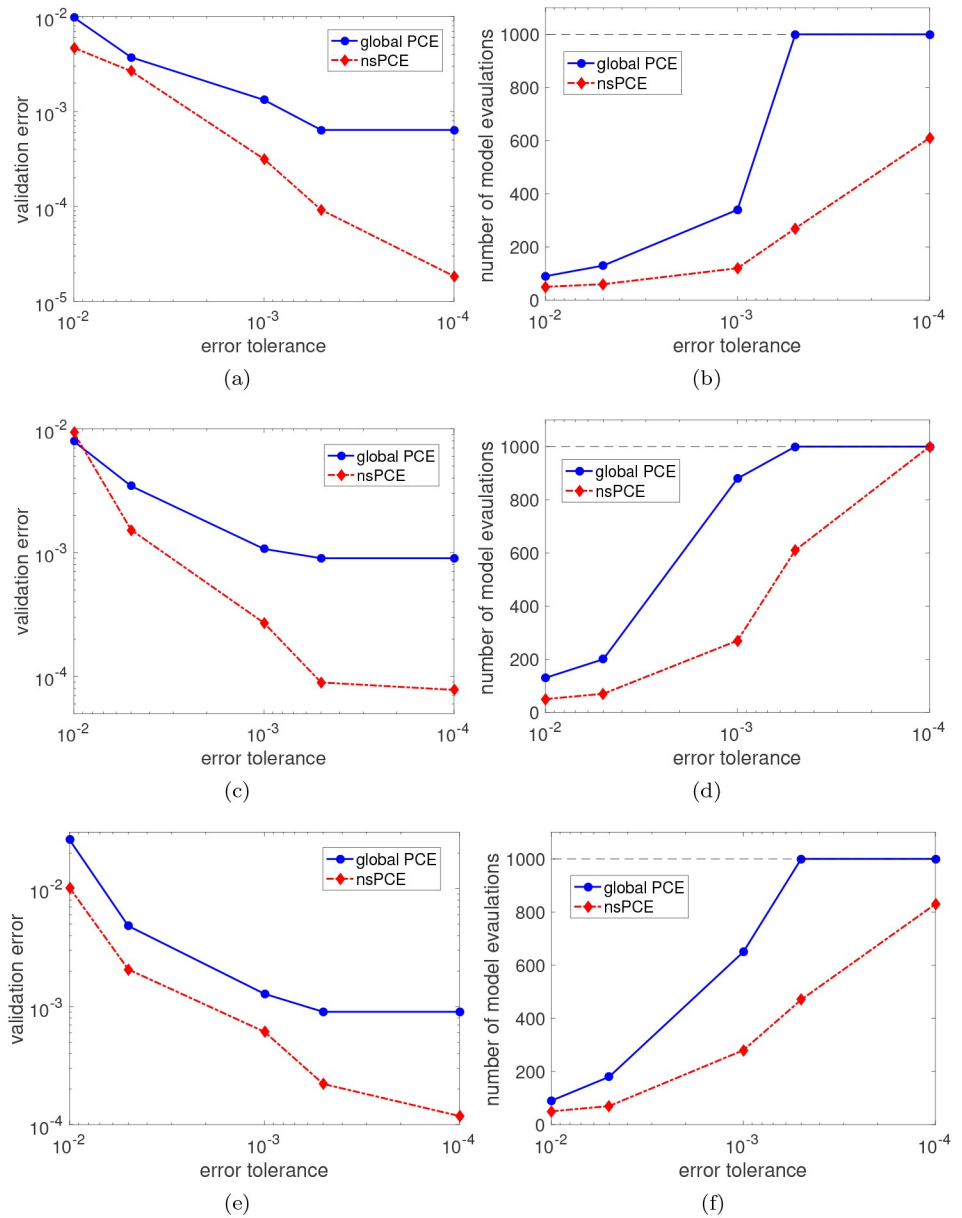 10^-2
10^-3
10^-4
10^-5
validation error
global PCE
nsPCE
10^-2
10^-3
10^-4
error tolerance
(a)
1000
800
600
400
200
0
number of model evaulations
global PCE
nsPCE
10^-2
10^-3
10^-4
error tolerance
(b)
10^-2
10^-3
10^-4
validation error
global PCE
nsPCE
10^-2
10^-3
10^-4
error tolerance
(c)
1000
800
600
400
200
0
number of model evaulations
global PCE
nsPCE
10^-2
10^-3
10^-4
error tolerance
(d)
10^-2
10^-3
10^-4
validation error
global PCE
nsPCE
10^-2
10^-3
10^-4
error tolerance
(e)
1000
800
600
400
200
0
number of model evaulations
global PCE
nsPCE
10^-2
10^-3
10^-4
error tolerance
(f)